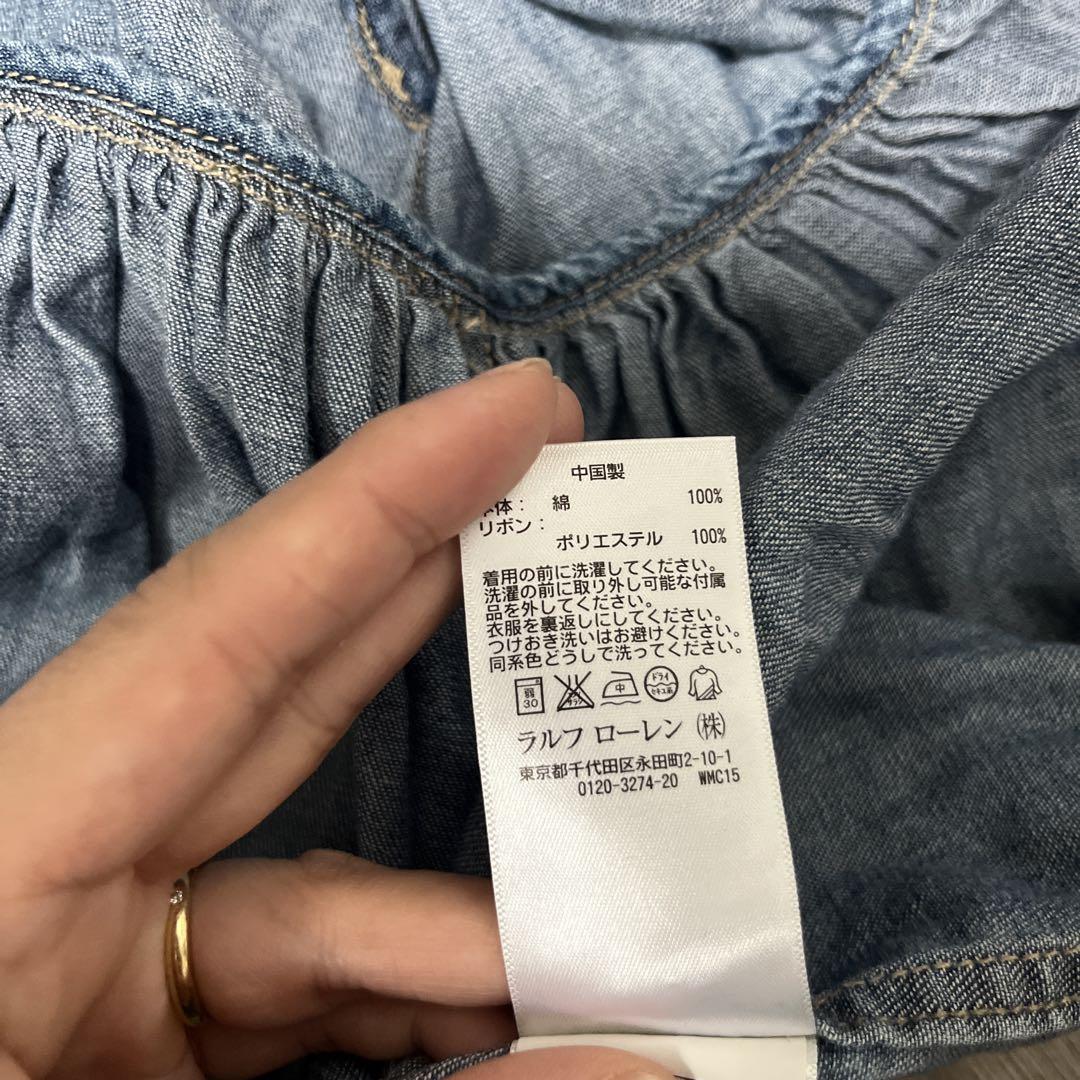 中国製
本体： 綿 100%
リボン：
ポリエステル 100%
着用の前に洗濯してください。
洗濯の前に取り外し可能な付属
品を外してください。
衣服を裏返しにしてください。
つけおき洗いはお避けください。
同系色どうしで洗ってください。
弱 30 中 ドライ セキユ系
ラルフ ローレン (株)
東京都千代田区永田町2-10-1
0120-3274-20 WMC15